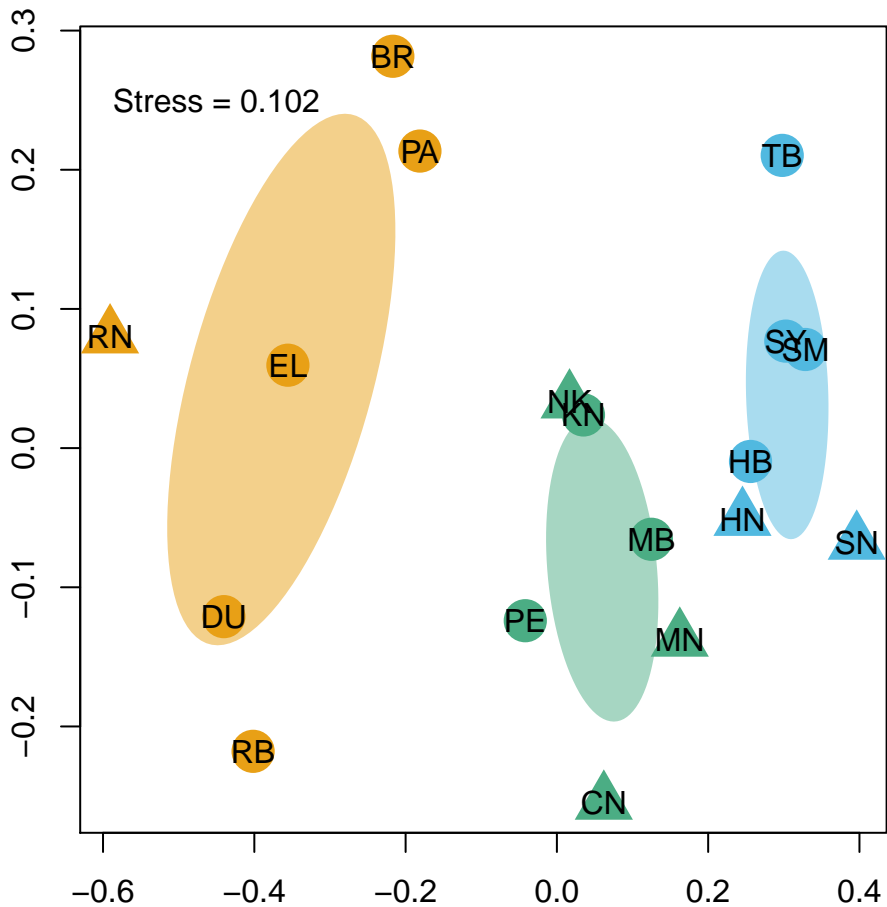 0.3
BR
Stress = 0.102
PA
TB
0.2
0.1
RN
SY
SM
EL
NK
KN
0.0
HB
HN
MB
SN
−0.1
DU
PE
MN
−0.2
RB
CN
−0.6 −0.4 −0.2 0.0 0.2 0.4